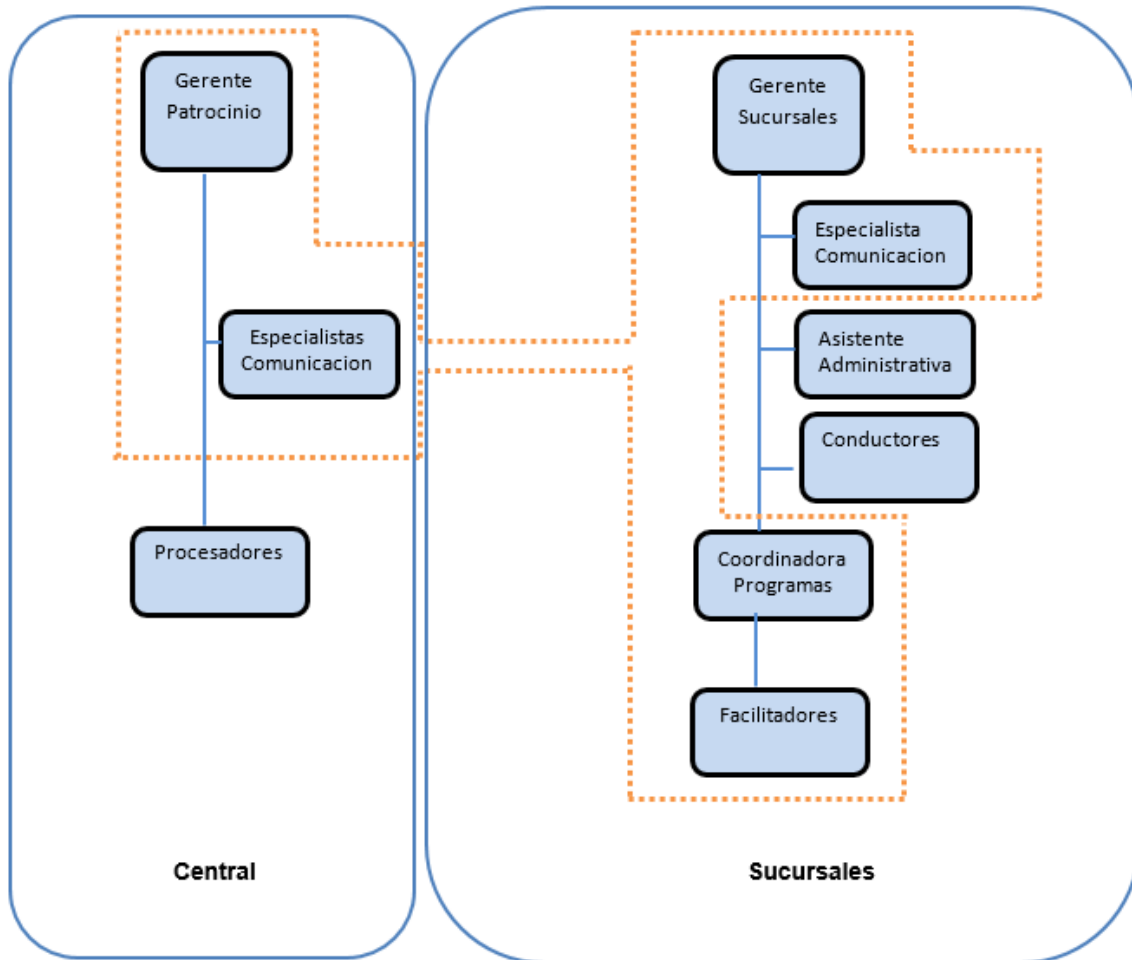 Gerente
Patrocinio
Especialistas
Comunicacion
Procesadores
Central
Gerente
Sucursales
Especialista
Comunicacion
Asistente
Administrativa
Conductores
Coordinadora
Programas
Facilitadores
Sucursales